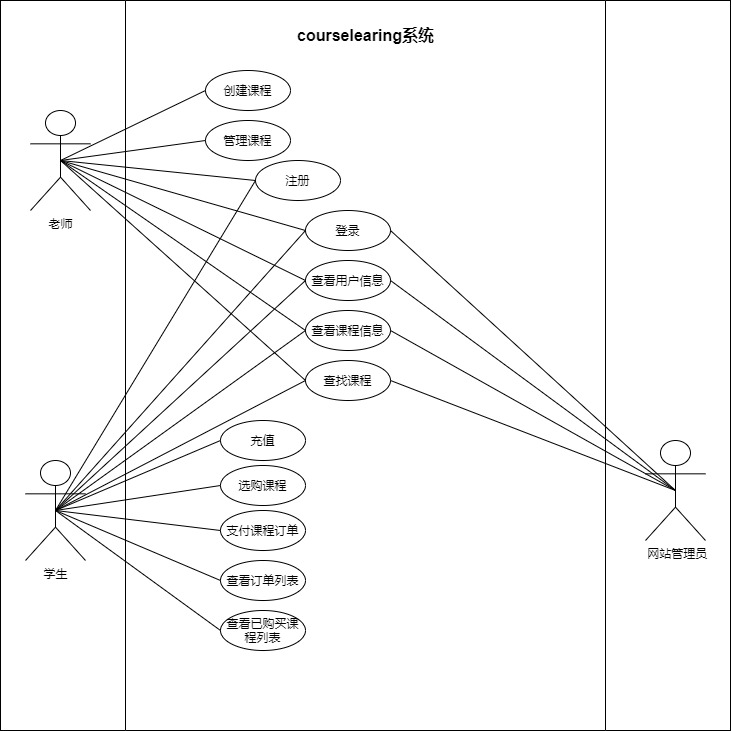 courselearing系统
创建课程
管理课程
注册
老师
登录
查看用户信息
查看课程信息
查找课程
充值
选购课程
支付课程订单
网站管理员
学生
查看订单列表
查看已购买课
程列表